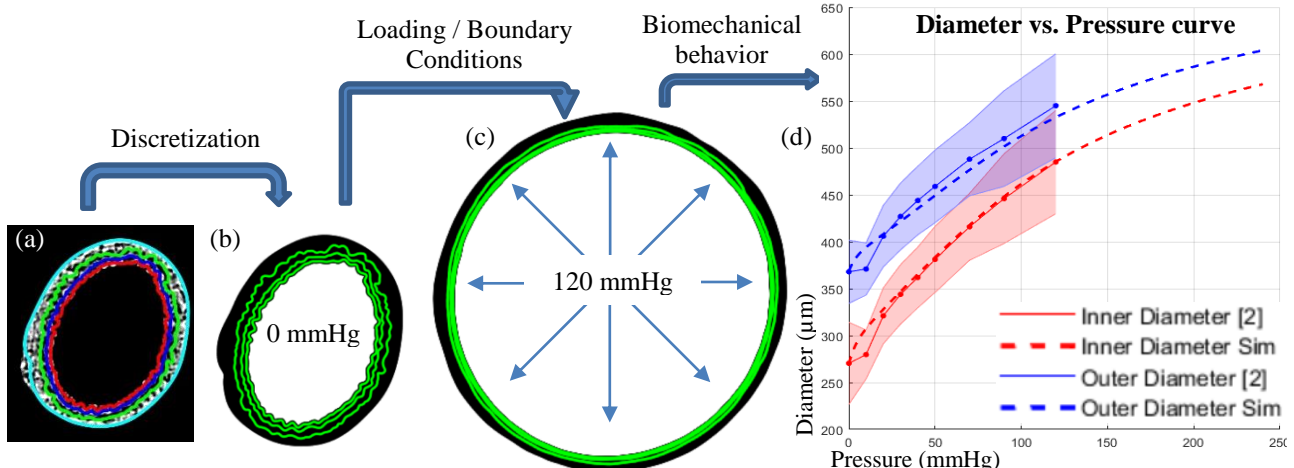 Loading / Boundary
Conditions
Biomechanical
behavior
Discretization
(a)
(b)
0 mmHg
(c)
120 mmHg
(d)
Diameter vs. Pressure curve
650
600
550
500
450
400
350
300
250
200
Diameter (µm)
Inner Diameter [2]
Inner Diameter Sim
Outer Diameter [2]
Outer Diameter Sim
0 50 100 150 200 250
Pressure (mmHg)